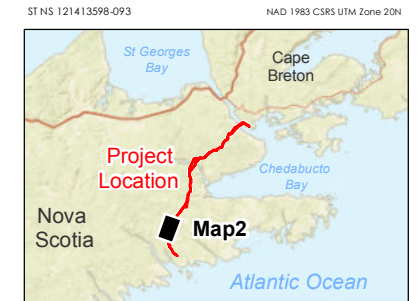 ST NS 121413598-093
NAD 1983 CSRS UTM Zone 20N
St Georges
Bay
Cape
Breton
Project
Location
Chedabucto
Bay
Nova
Scotia
Map2
Atlantic Ocean